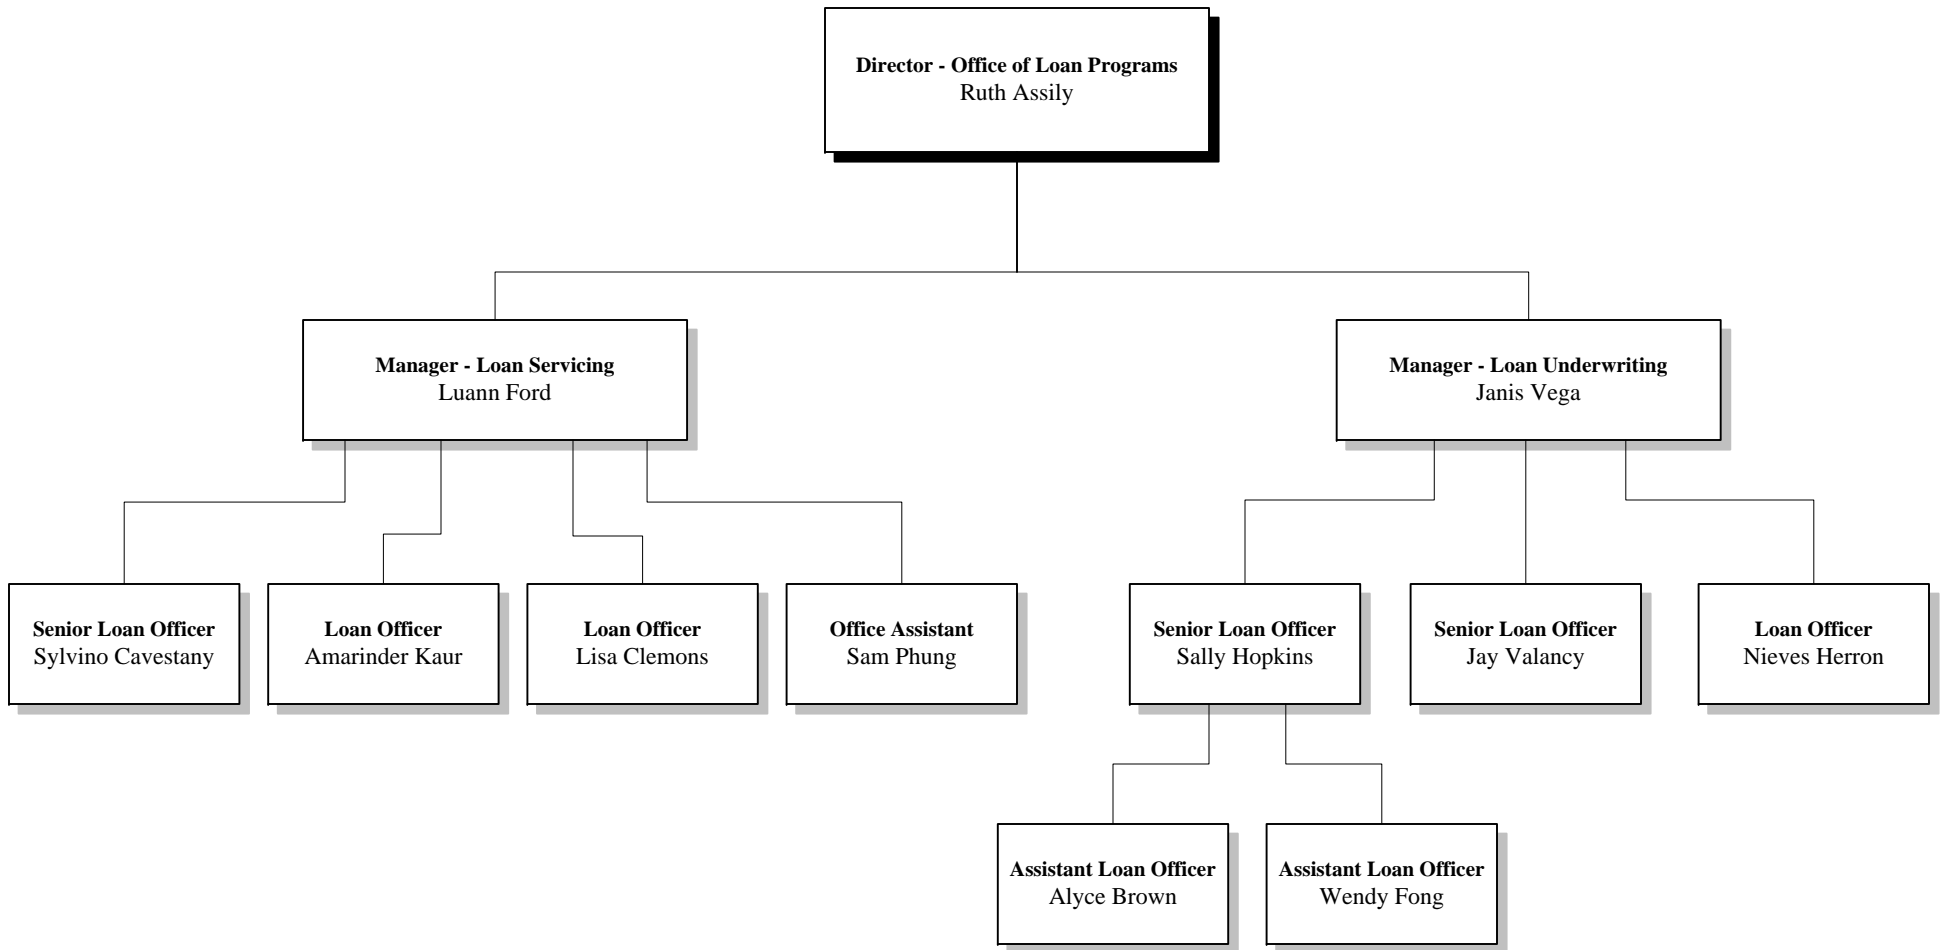 Director - Office of Loan Programs
Ruth Assily
Manager - Loan Servicing
Luann Ford
Manager - Loan Underwriting
Janis Vega
Senior Loan Officer
Sylvino Cavestany
Loan Officer
Amarinder Kaur
Loan Officer
Lisa Clemons
Office Assistant
Sam Phung
Senior Loan Officer
Sally Hopkins
Senior Loan Officer
Jay Valancy
Loan Officer
Nieves Herron
Assistant Loan Officer
Alyce Brown
Assistant Loan Officer
Wendy Fong